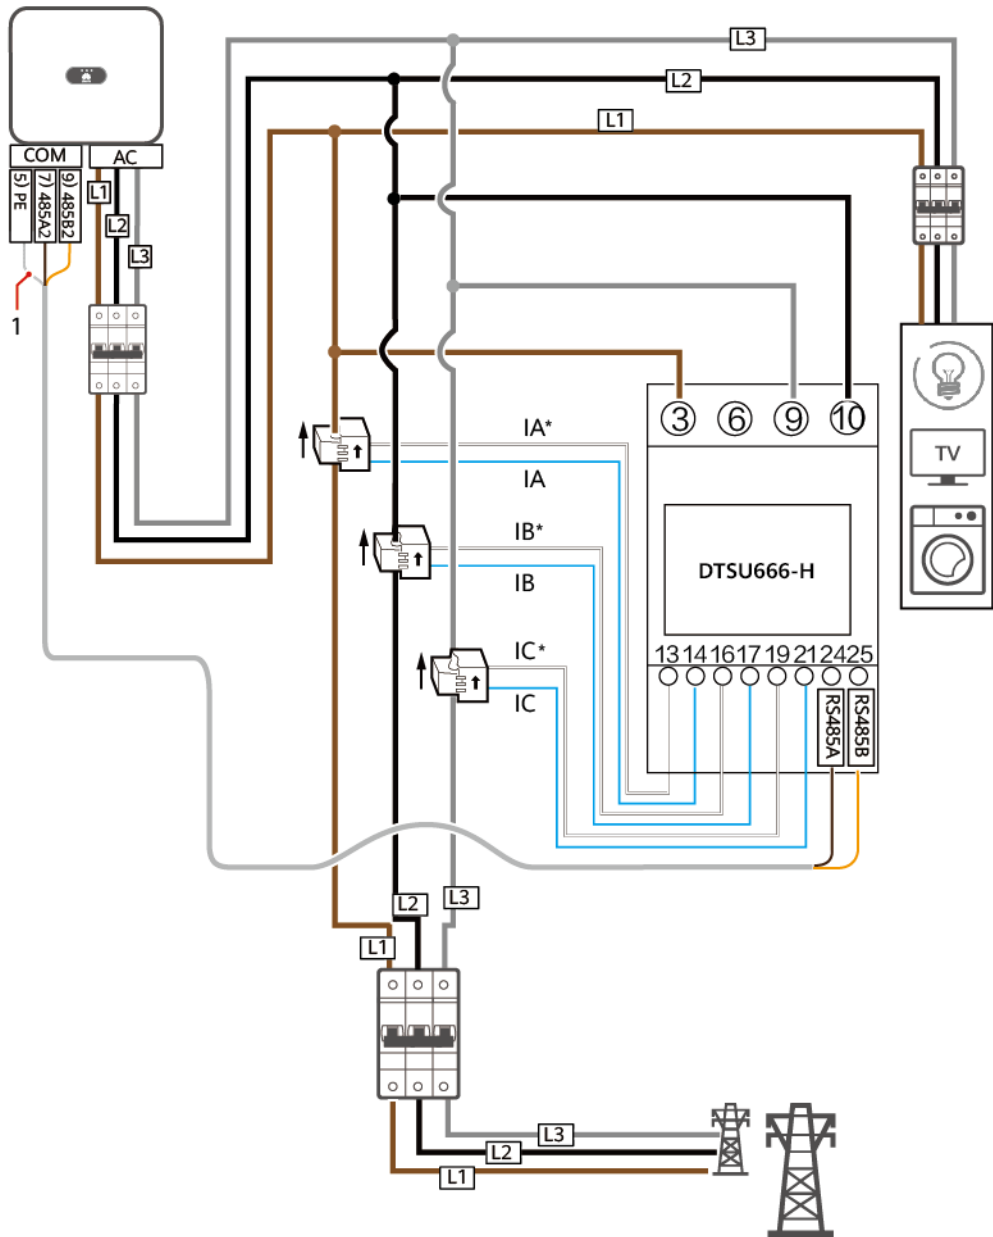 L3
L2
L1
COM
AC
5) PE
7) 485A2
9) 485B2
L1
L2
L3
1
3 6 9 10
IA*
IA
TV
IB*
IB
DTSU666-H
IC*
IC
13 14 16 17 19 21 24 25
RS485A
RS485B
L2
L3
L1
L3
L2
L1